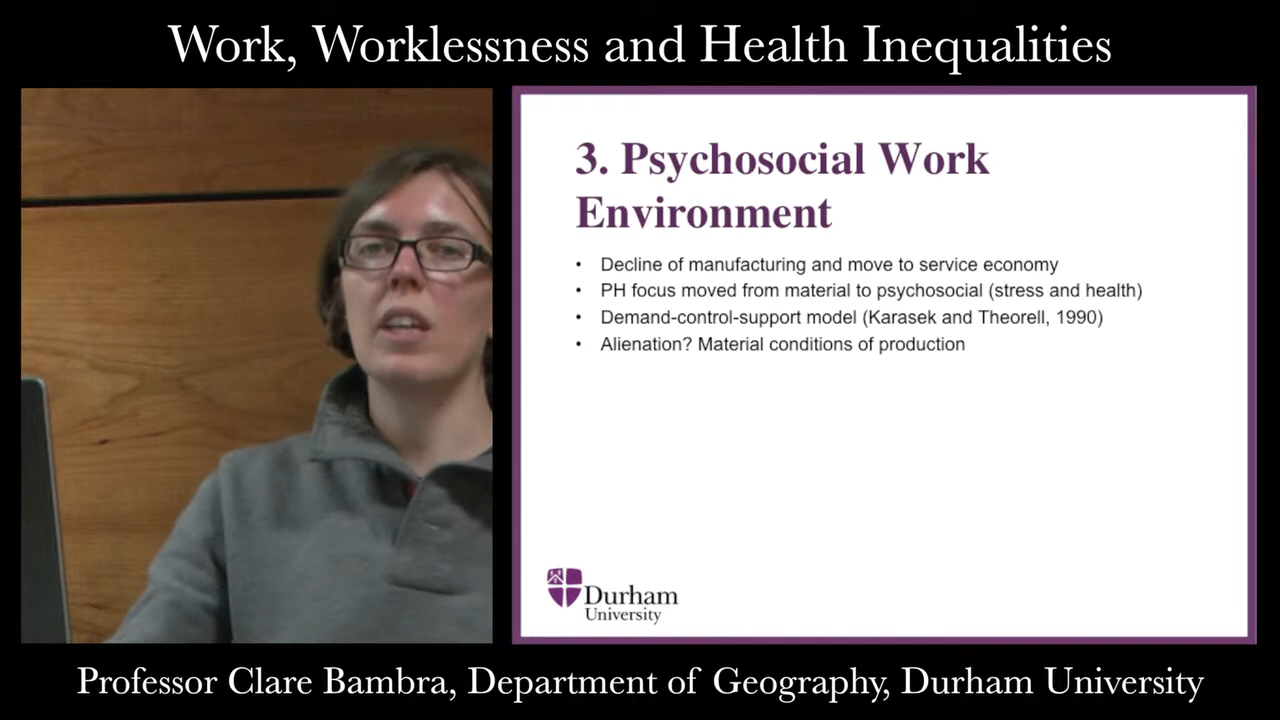 Work, Worklessness and Health Inequalities
3. Psychosocial Work
Environment
• Decline of manufacturing and move to service economy
• PH focus moved from material to psychosocial (stress and health)
• Demand-control-support model (Karasek and Theorell, 1990)
• Alienation? Material conditions of production
Durham
University
Professor Clare Bambra, Department of Geography, Durham University